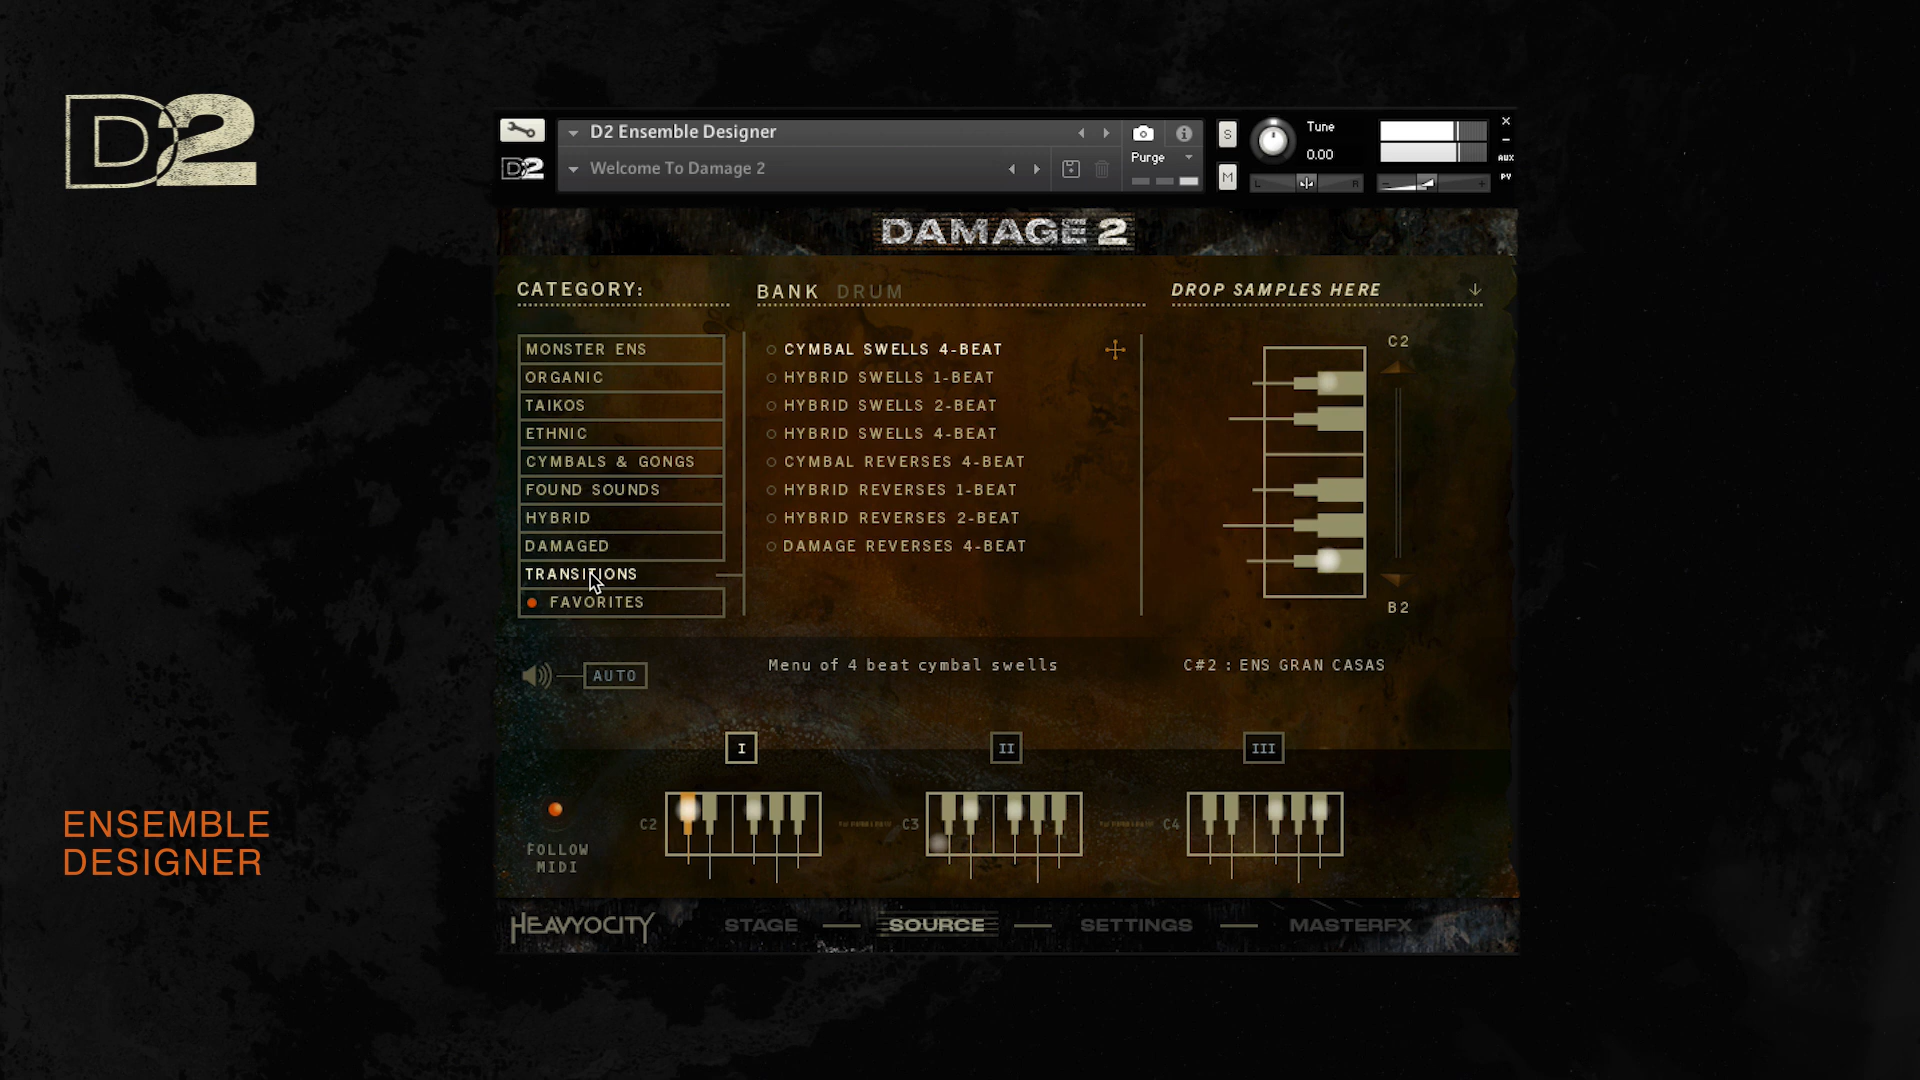 D2
D2 Ensemble Designer
S
Tune
0.00
x
-
AUX
PV
D2
Welcome To Damage 2
Purge
M
L
R
-
+
DAMAGE 2
CATEGORY:
BANK DRUM
DROP SAMPLES HERE
MONSTER ENS
ORGANIC
TAIKOS
ETHNIC
CYMBALS & GONGS
FOUND SOUNDS
HYBRID
DAMAGED
TRANSITIONS
FAVORITES
CYMBAL SWELLS 4-BEAT
HYBRID SWELLS 1-BEAT
HYBRID SWELLS 2-BEAT
HYBRID SWELLS 4-BEAT
CYMBAL REVERSES 4-BEAT
HYBRID REVERSES 1-BEAT
HYBRID REVERSES 2-BEAT
DAMAGE REVERSES 4-BEAT
C2
B2
AUTO
Menu of 4 beat cymbal swells
C#2 : ENS GRAN CASAS
I
II
III
C2
C3
C4
FOLLOW
MIDI
ENSEMBLE
DESIGNER
HEAVYOCITY
STAGE
SOURCE
SETTINGS
MASTERFX